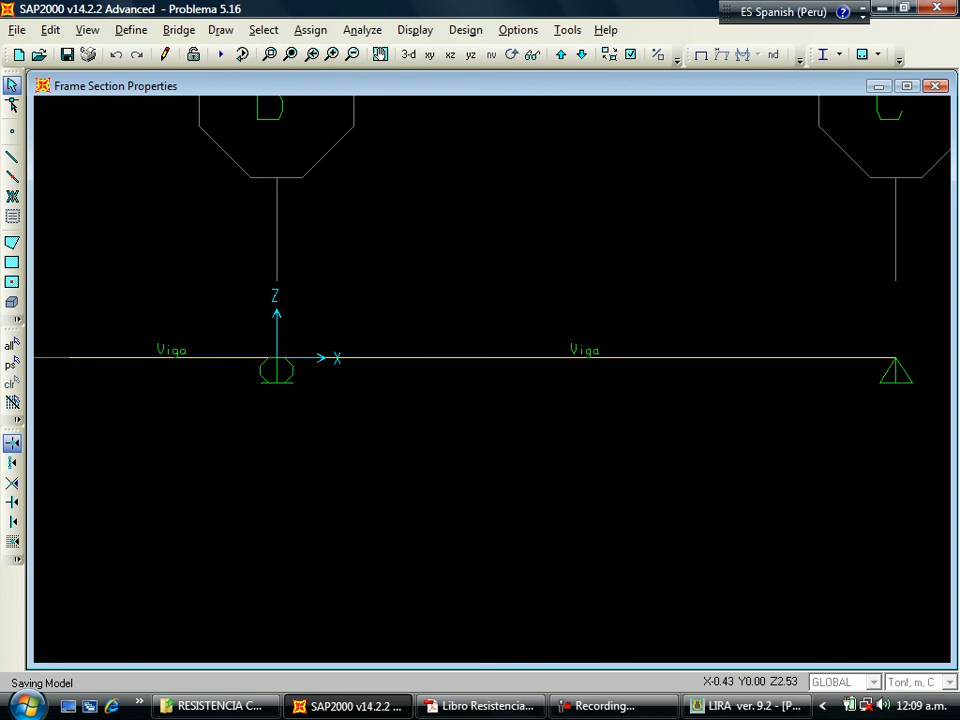 SAP2000 v14.2.2 Advanced - Problema 5.16
ES Spanish (Peru)
File Edit View Define Bridge Draw Select Assign Analyze Display Design Options Tools Help
3-d xy xz yz nv nd
Frame Section Properties
Z
X
Viga
Viga
all
ps
clr
Saving Model
X-0.43 Y0.00 Z2.53
GLOBAL
Tonf, m, C
RESISTENCIA C...
SAP2000 v14.2.2 ...
Libro Resistencia...
Recording...
LIRA ver. 9.2 - [P...
12:09 a.m.